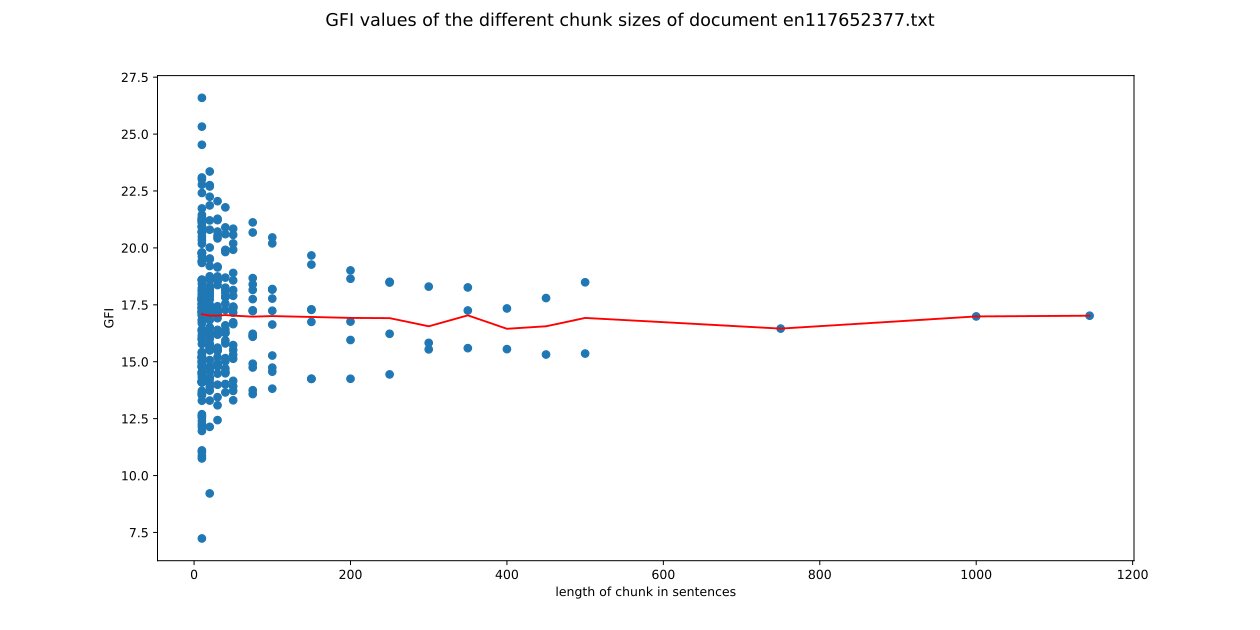 GFI values of the different chunk sizes of document en117652377.txt
27.5
25.0
22.5
20.0
17.5
15.0
12.5
10.0
7.5
GFI
0 200 400 600 800 1000 1200
length of chunk in sentences